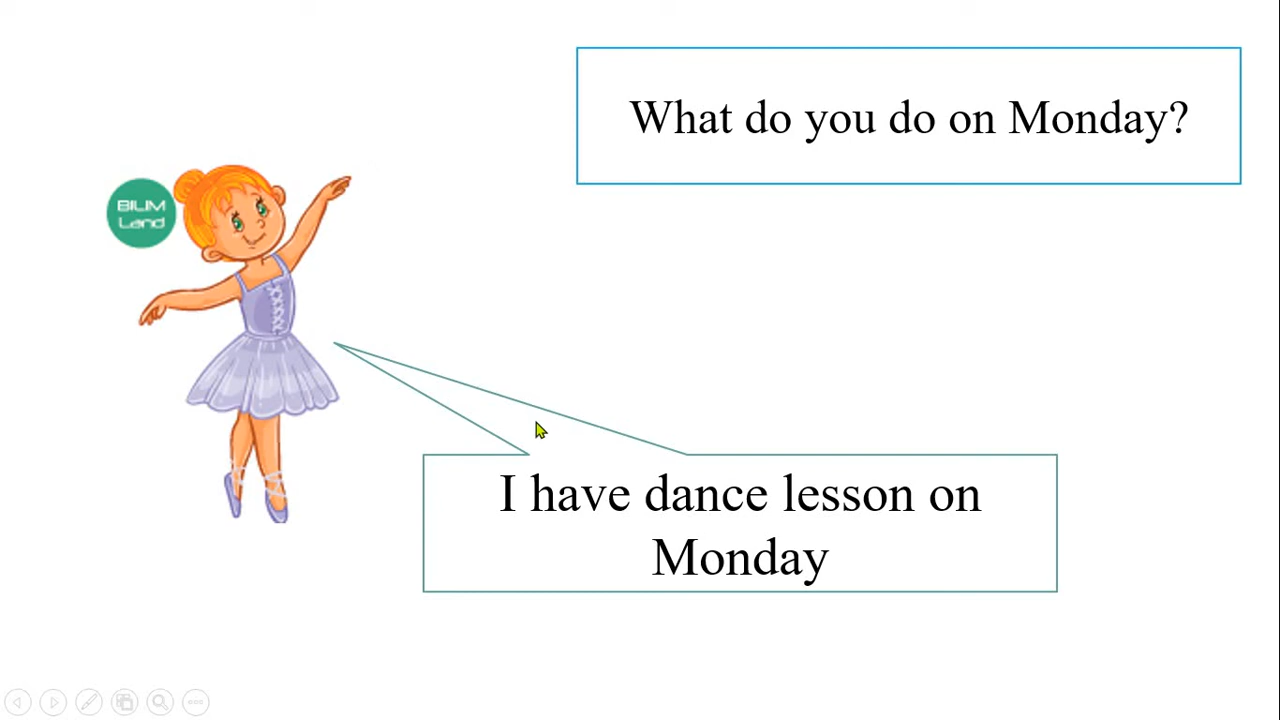 What do you do on Monday?
BILIM
Land
I have dance lesson on
Monday